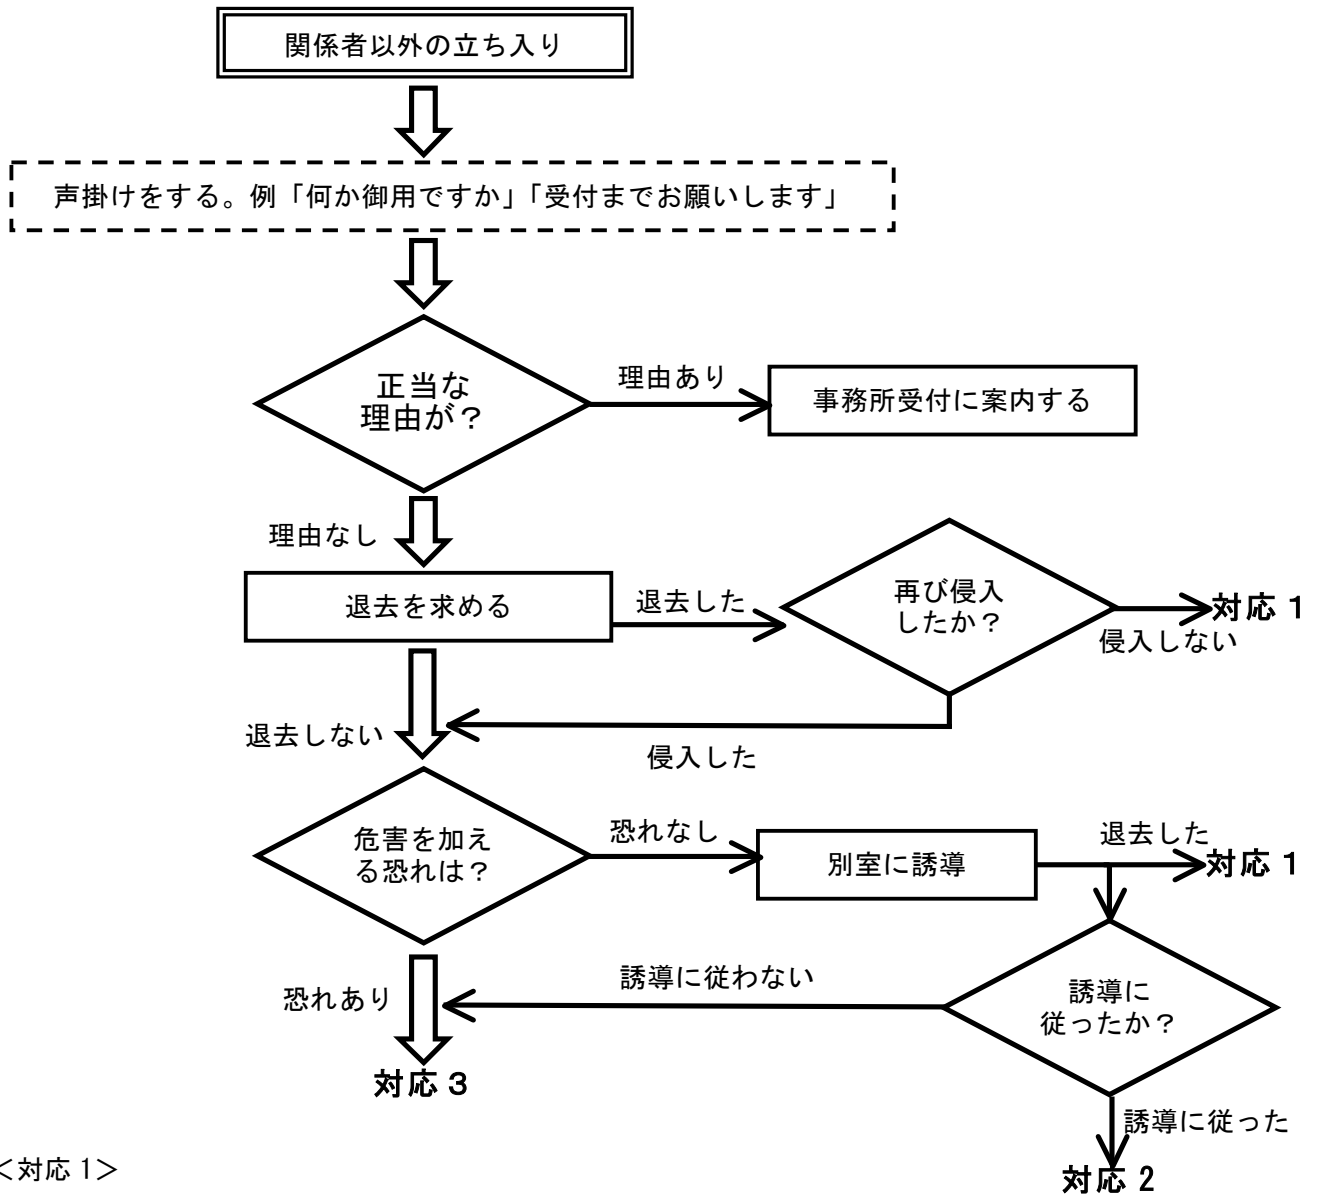 関係者以外の立ち入り
声掛けをする。例「何か御用ですか」「受付までお願いします」
正当な
理由が？
理由あり
事務所受付に案内する
理由なし
退去を求める
退去した
再び侵入
したか？
対応１
侵入しない
退去しない
侵入した
危害を加え
る恐れは？
恐れなし
別室に誘導
退去した
対応１
恐れあり
誘導に従わない
誘導に
従ったか？
対応３
誘導に従った
対応２
＜対応１＞